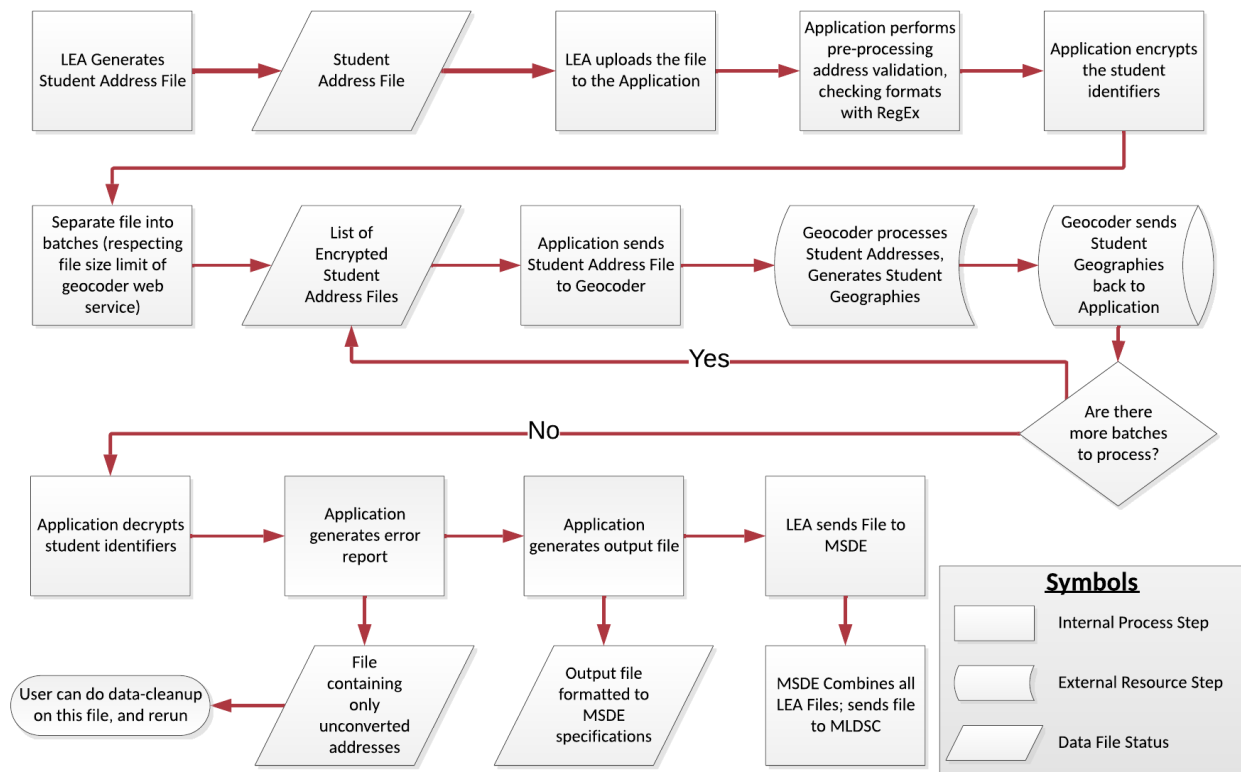 LEA Generates
Student Address File
Student
Address File
LEA uploads the file
to the Application
Application performs
pre-processing
address validation,
checking formats
with RegEx
Application encrypts
the student
identifiers
Separate file into
batches (respecting
file size limit of
geocoder web
service)
List of
Encrypted
Student
Address Files
Application sends
Student Address File
to Geocoder
Geocoder processes
Student Addresses,
Generates Student
Geographies
Geocoder sends
Student
Geographies
back to
Application
Yes
Are there
more batches
to process?
No
Application decrypts
student identifiers
Application
generates error
report
Application
generates output file
LEA sends File to
MSDE
File
containing
only
unconverted
addresses
User can do data-cleanup
on this file, and rerun
Output file
formatted to
MSDE
specifications
MSDE Combines all
LEA Files; sends file
to MLDSC
Symbols
Internal Process Step
External Resource Step
Data File Status